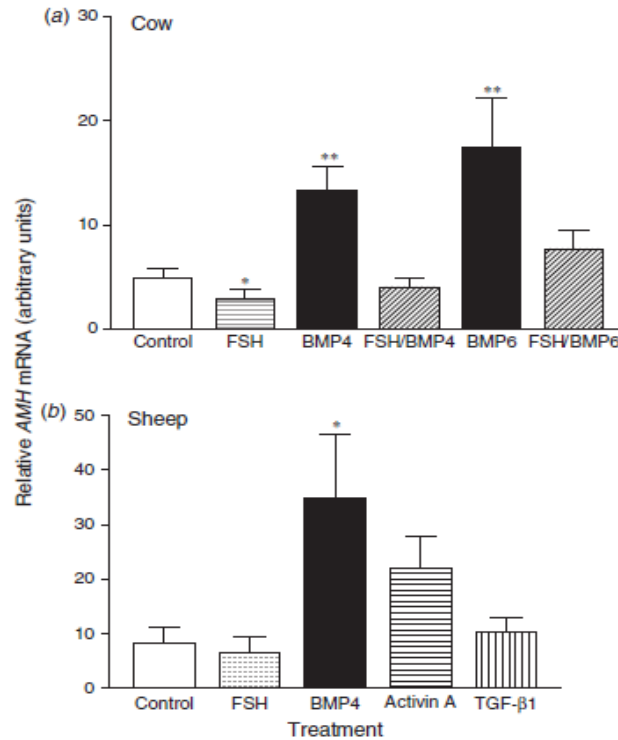 (a) Cow
30
20
10
0
**
**
*
Control FSH BMP4 FSH/BMP4 BMP6 FSH/BMP6
Relative AMH mRNA (arbitrary units)
(b) Sheep
50
40
30
20
10
0
*
Control FSH BMP4 Activin A TGF-β1
Treatment